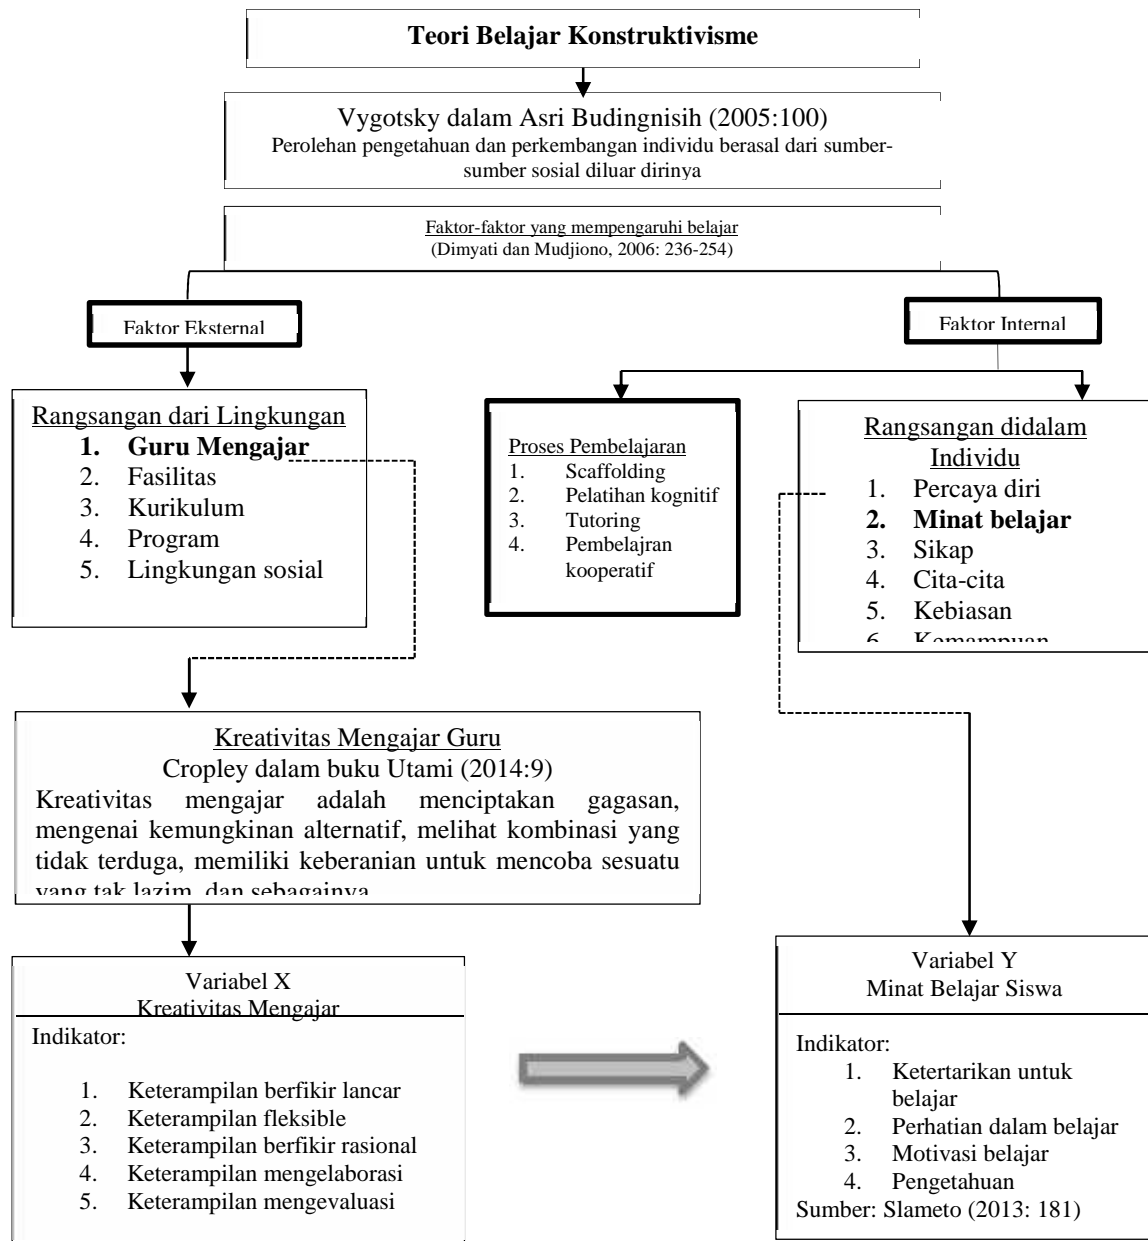 Teori Belajar Konstruktivisme
Vygotsky dalam Asri Budingnisih (2005:100)
Perolehan pengetahuan dan perkembangan individu berasal dari sumber-
sumber sosial diluar dirinya
Faktor-faktor yang mempengaruhi belajar
(Dimyati dan Mudjiono, 2006: 236-254)
Faktor Eksternal
Faktor Internal
Rangsangan dari Lingkungan
1. Guru Mengajar
2. Fasilitas
3. Kurikulum
4. Program
5. Lingkungan sosial
Proses Pembelajaran
1. Scaffolding
2. Pelatihan kognitif
3. Tutoring
4. Pembelajran
kooperatif
Rangsangan didalam
Individu
1. Percaya diri
2. Minat belajar
3. Sikap
4. Cita-cita
5. Kebiasan
6. Kemampuan
Kreativitas Mengajar Guru
Cropley dalam buku Utami (2014:9)
Kreativitas mengajar adalah menciptakan gagasan,
mengenai kemungkinan alternatif, melihat kombinasi yang
tidak terduga, memiliki keberanian untuk mencoba sesuatu
yang tak lazim, dan sebagainya
Variabel X
Kreativitas Mengajar
Indikator:
1. Keterampilan berfikir lancar
2. Keterampilan fleksible
3. Keterampilan berfikir rasional
4. Keterampilan mengelaborasi
5. Keterampilan mengevaluasi
Variabel Y
Minat Belajar Siswa
Indikator:
1. Ketertarikan untuk
belajar
2. Perhatian dalam belajar
3. Motivasi belajar
4. Pengetahuan
Sumber: Slameto (2013: 181)